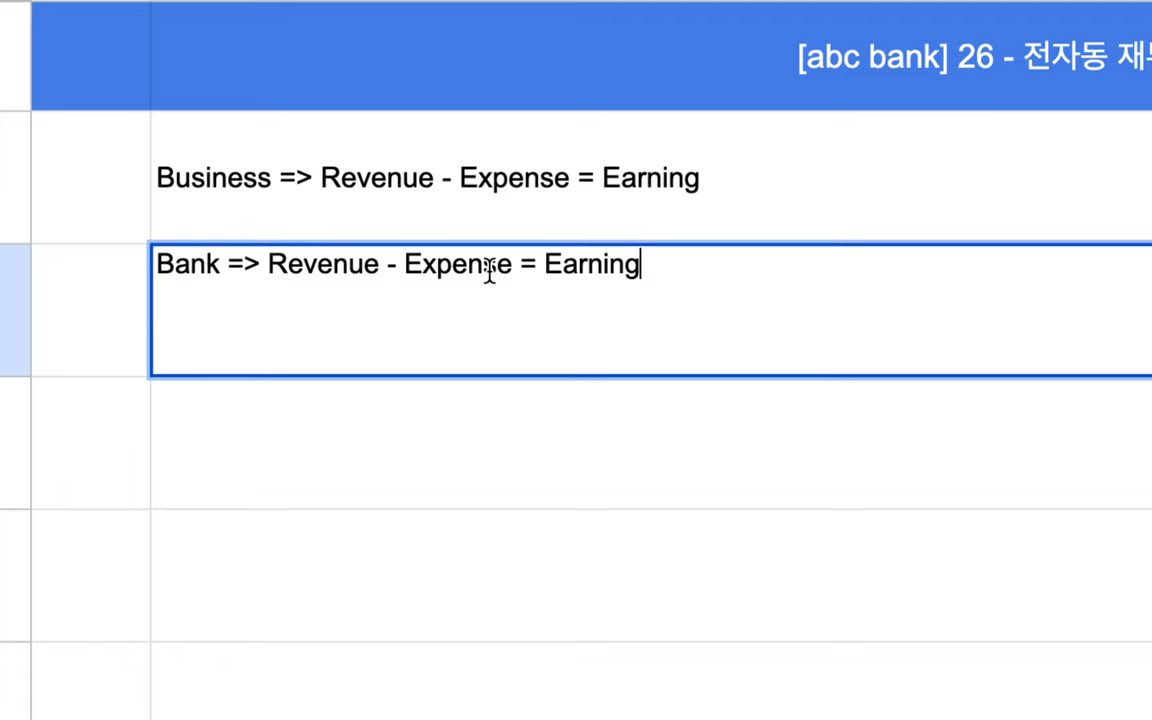 [abc bank] 26 - 전자동
Business => Revenue - Expense = Earning
Bank => Revenue - Expense = Earning